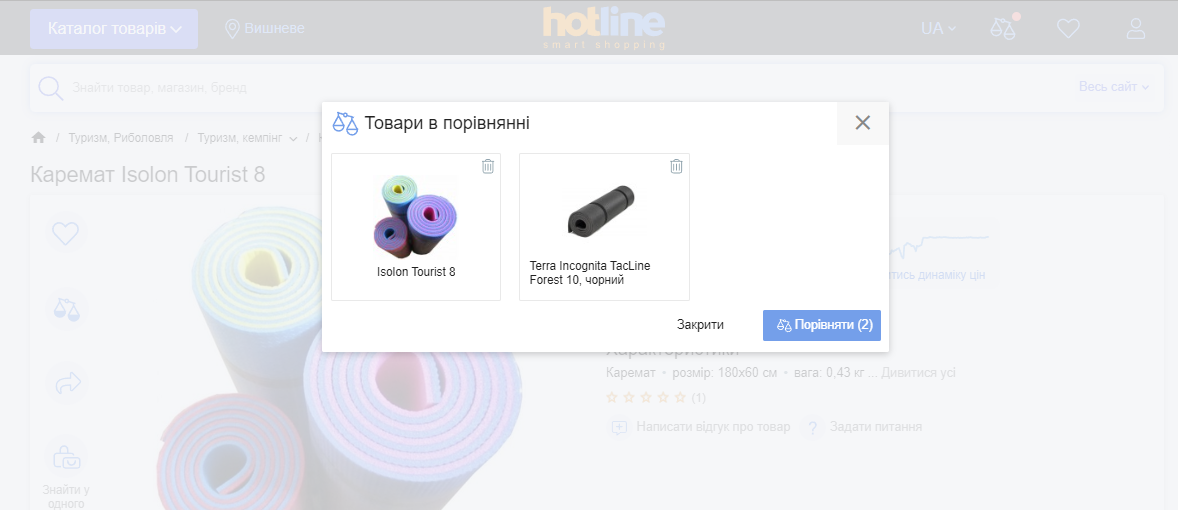 Каталог товарів
Вишневе
hotline
smart shopping
UA
Знайти товар, магазин, бренд
Весь сайт
Товари в порівнянні
/ Туризм, Риболовля / Туризм, кемпінг /
Каремат Isolon Tourist 8
Isolon Tourist 8
Terra Incognita TacLine
Forest 10, чорний
динаміку цін
Закрити
Порівняти (2)
Характеристики
Каремат • розмір: 180x60 см • вага: 0,43 кг ... Дивитися усі
(1)
Написати відгук про товар
? Задати питання
Знайти у
одного